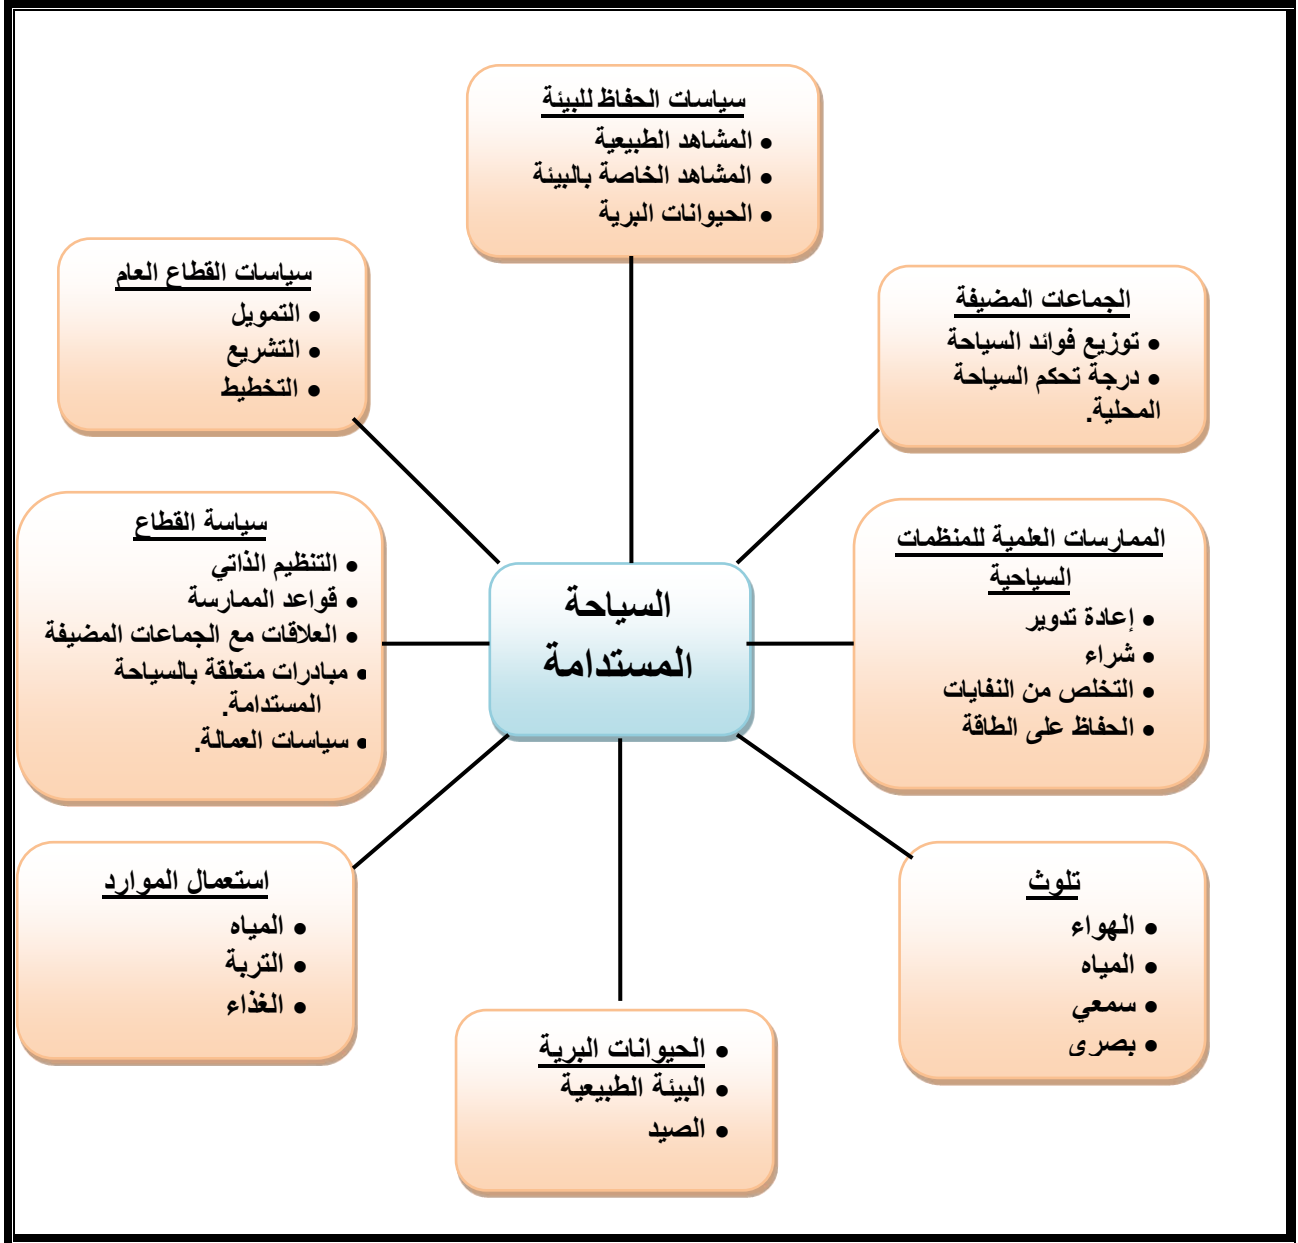 سياسات الحفاظ للبيئة
• المشاهد الطبيعية
• المشاهد الخاصة بالبيئة
• الحيوانات البرية
الجماعات المضيفة
• توزيع فوائد السياحة
• درجة تحكم السياحة
المحلية.
سياسات القطاع العام
• التمويل
• التشريع
• التخطيط
الممارسات العلمية للمنظمات
السياحية
• إعادة تدوير
• شراء
• التخلص من النفايات
• الحفاظ على الطاقة
السياحة
المستدامة
سياسة القطاع
• التنظيم الذاتي
• قواعد الممارسة
• العلاقات مع الجماعات المضيفة
• مبادرات متعلقة بالسياحة
المستدامة.
• سياسات العمالة.
تلوث
• الهواء
• المياه
• سمعي
• بصري
استعمال الموارد
• المياه
• التربة
• الغذاء
• الحيوانات البرية
• البيئة الطبيعية
• الصيد